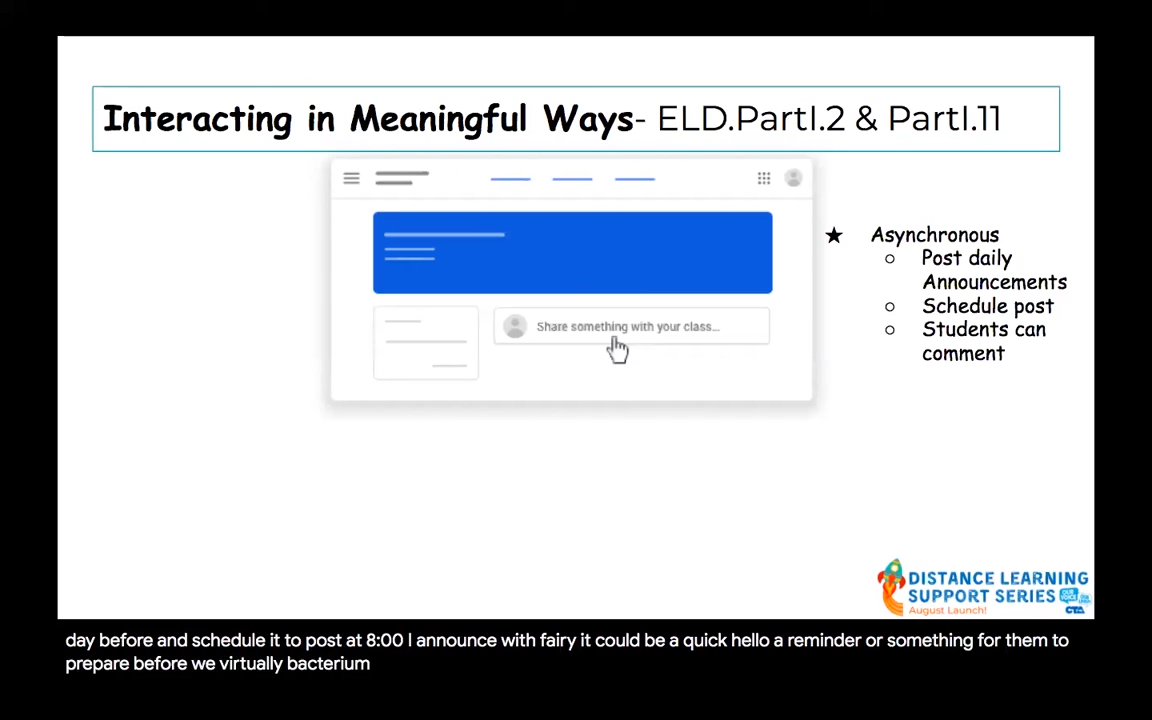 Interacting in Meaningful Ways- ELD.PartI.2 & PartI.11
Share something with your class...
★ Asynchronous
○ Post daily
Announcements
○ Schedule post
○ Students can
comment
DISTANCE LEARNING
SUPPORT SERIES
August Launch!
CTA
day before and schedule it to post at 8:00 I announce with fairy it could be a quick hello a reminder or something for them to
prepare before we virtually bacterium